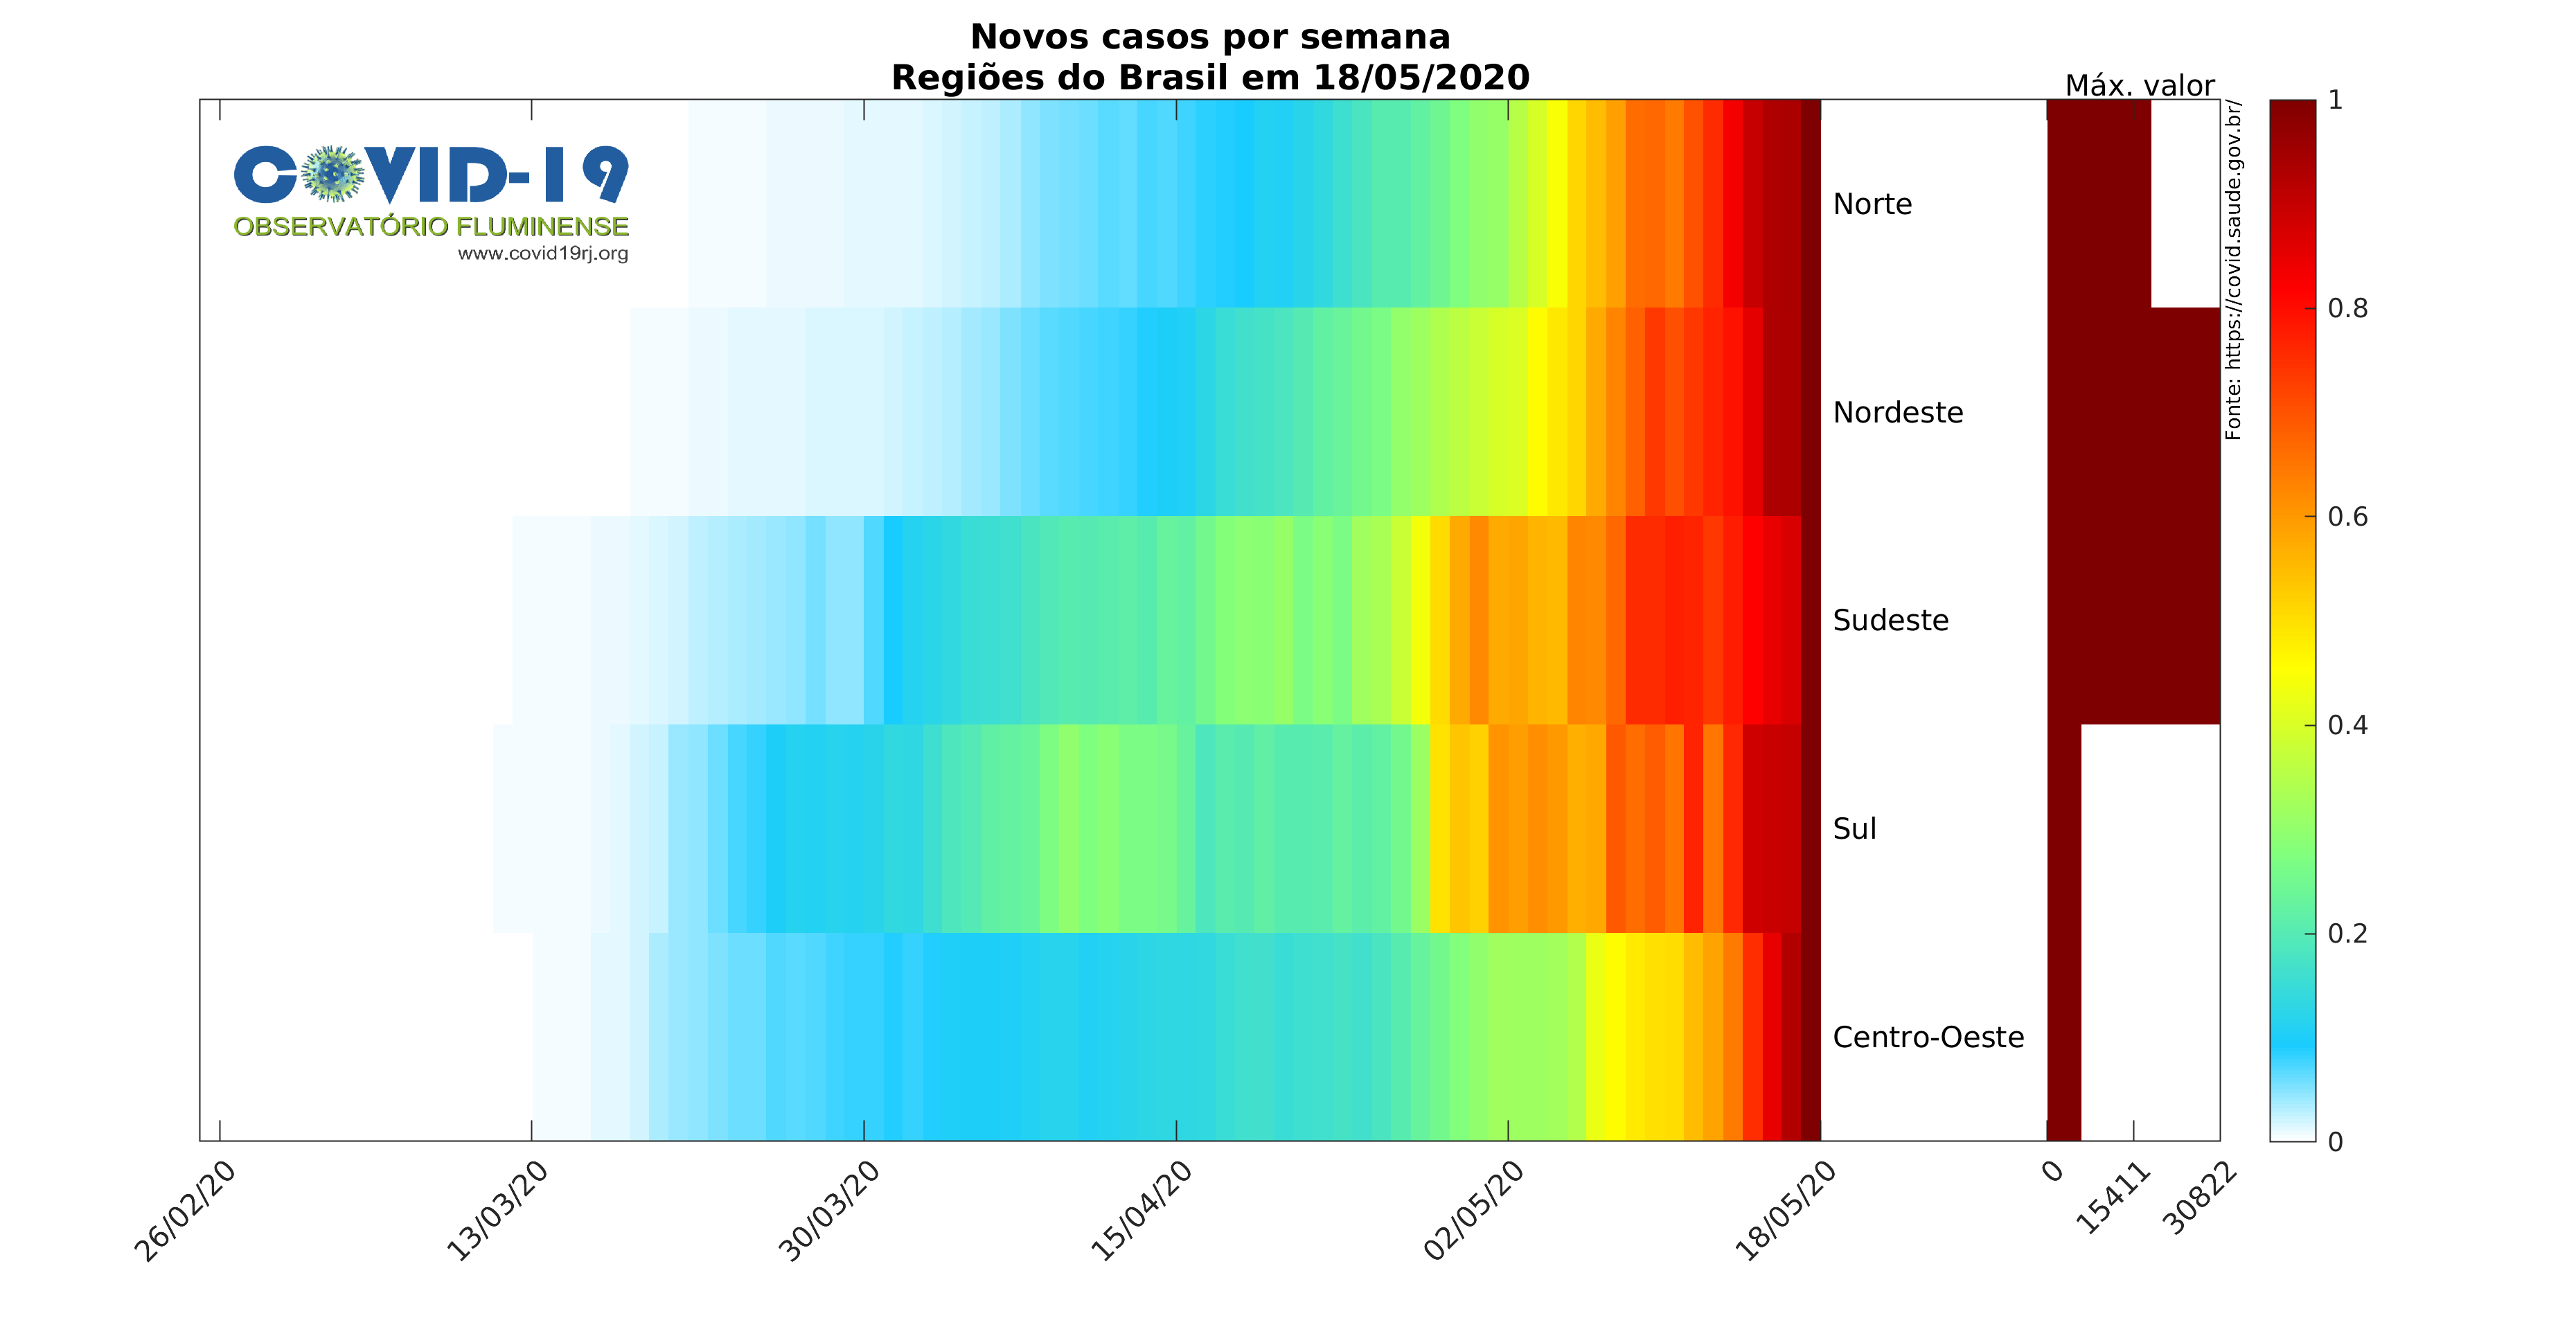 Novos casos por semana
Regiões do Brasil em 18/05/2020
Máx. valor
COVID-19
OBSERVATÓRIO FLUMINENSE
www.covid19rj.org
Norte
Nordeste
Sudeste
Sul
Centro-Oeste
Fonte: https://covid.saude.gov.br/
1
0.8
0.6
0.4
0.2
0
26/02/20
13/03/20
30/03/20
15/04/20
02/05/20
18/05/20
0
15411
30822